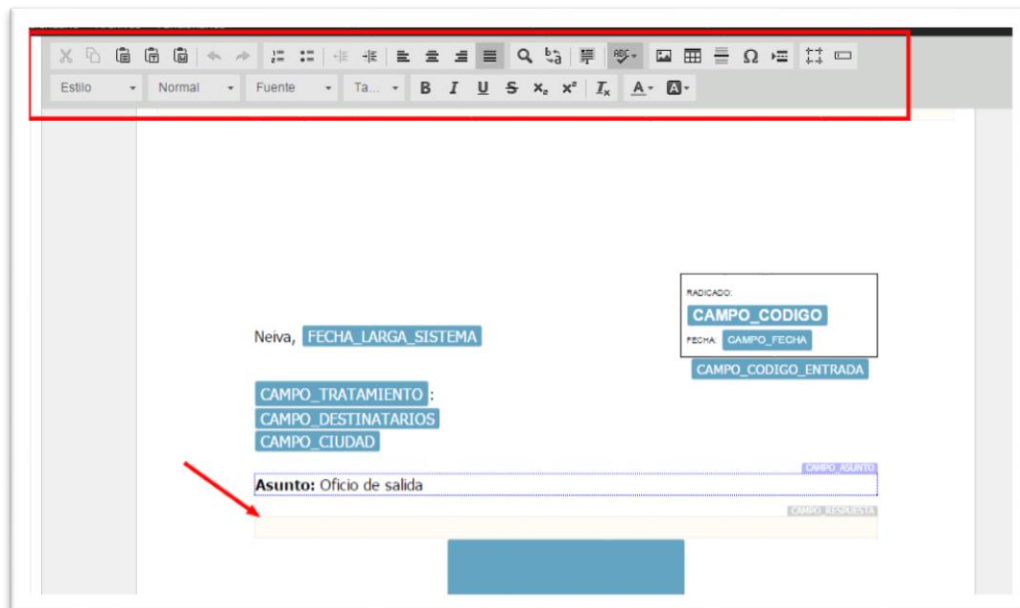 Estilo Normal Fuente Ta...
RADICADO:
CAMPO_CODIGO
Neiva, FECHA_LARGA_SISTEMA
FECHA: CAMPO_FECHA
CAMPO_CODIGO_ENTRADA
CAMPO_TRATAMIENTO :
CAMPO_DESTINATARIOS
CAMPO_CIUDAD
CAMPO_ASUNTO
Asunto: Oficio de salida
CAMPO_RESPUESTA